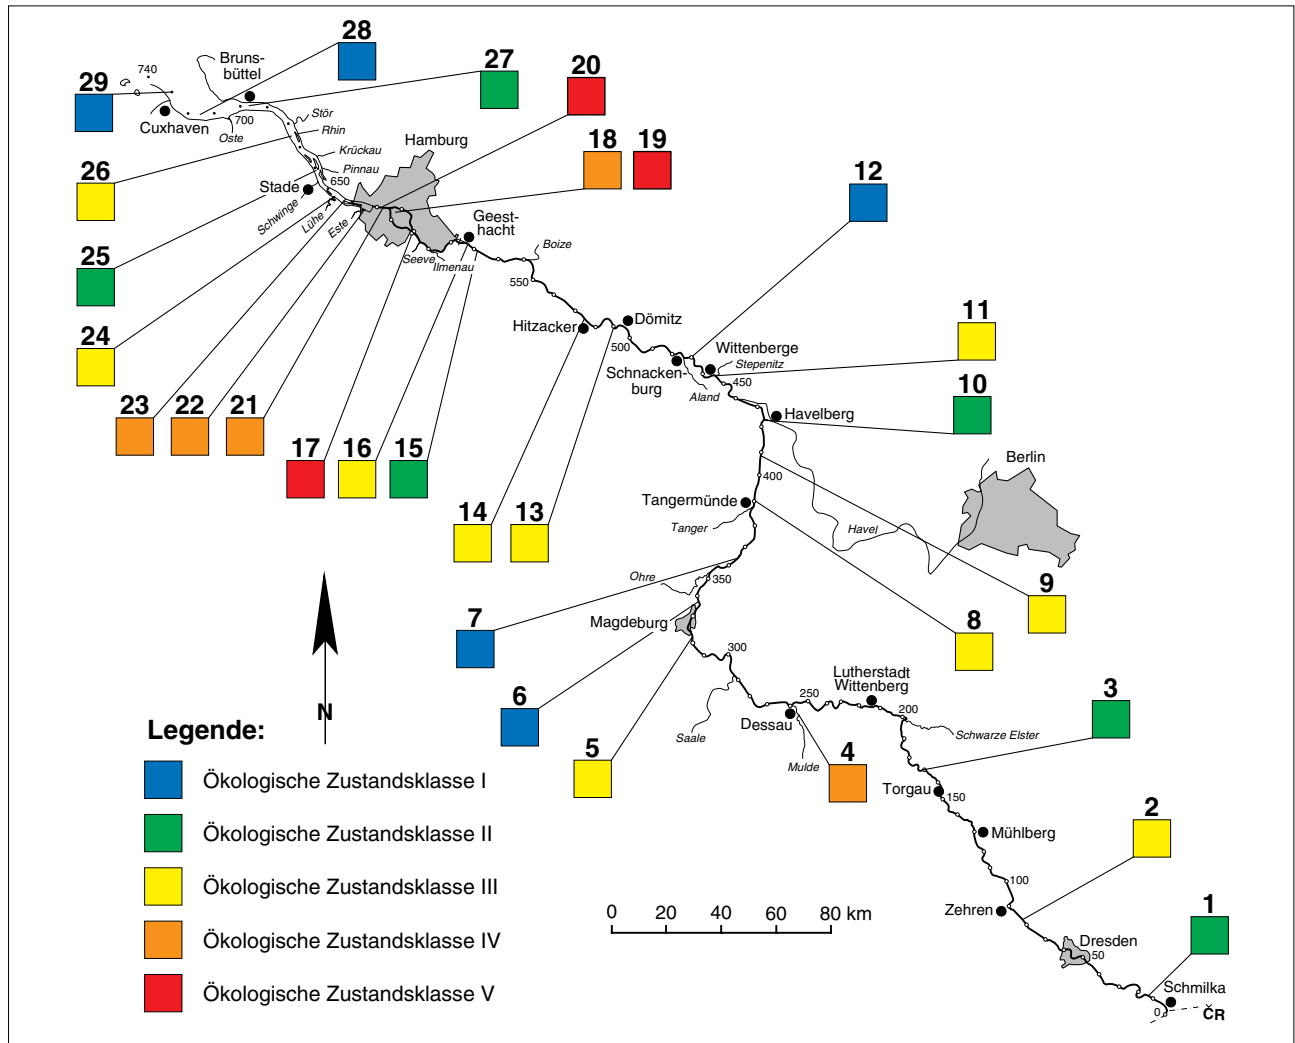 28
27
20
29
740
Bruns-
büttel
Cuxhaven
Oste
700
Stör
Rhin
Krückau
Pinnau
650
Hamburg
18
19
12
26
Stade
Schwinge
Lühe
Este
Geest-
hacht
Seeve
Ilmenau
Boize
550
25
24
23
22
21
17
16
15
Hitzacker
Dömitz
500
14
13
Schnacken-
burg
Wittenberge
Stepenitz
Aland
450
11
10
Havelberg
Berlin
400
Tangermünde
Tanger
Havel
9
8
Ohre
350
7
Magdeburg
6
5
300
Saale
Lutherstadt
Wittenberg
250
200
Dessau
Mulde
4
3
Schwarze Elster
Torgau
150
Mühlberg
2
100
Zehren
1
Dresden
50
Schmilka
0
ČR
N
Legende:
Ökologische Zustandsklasse I
Ökologische Zustandsklasse II
Ökologische Zustandsklasse III
Ökologische Zustandsklasse IV
Ökologische Zustandsklasse V
0 20 40 60 80 km